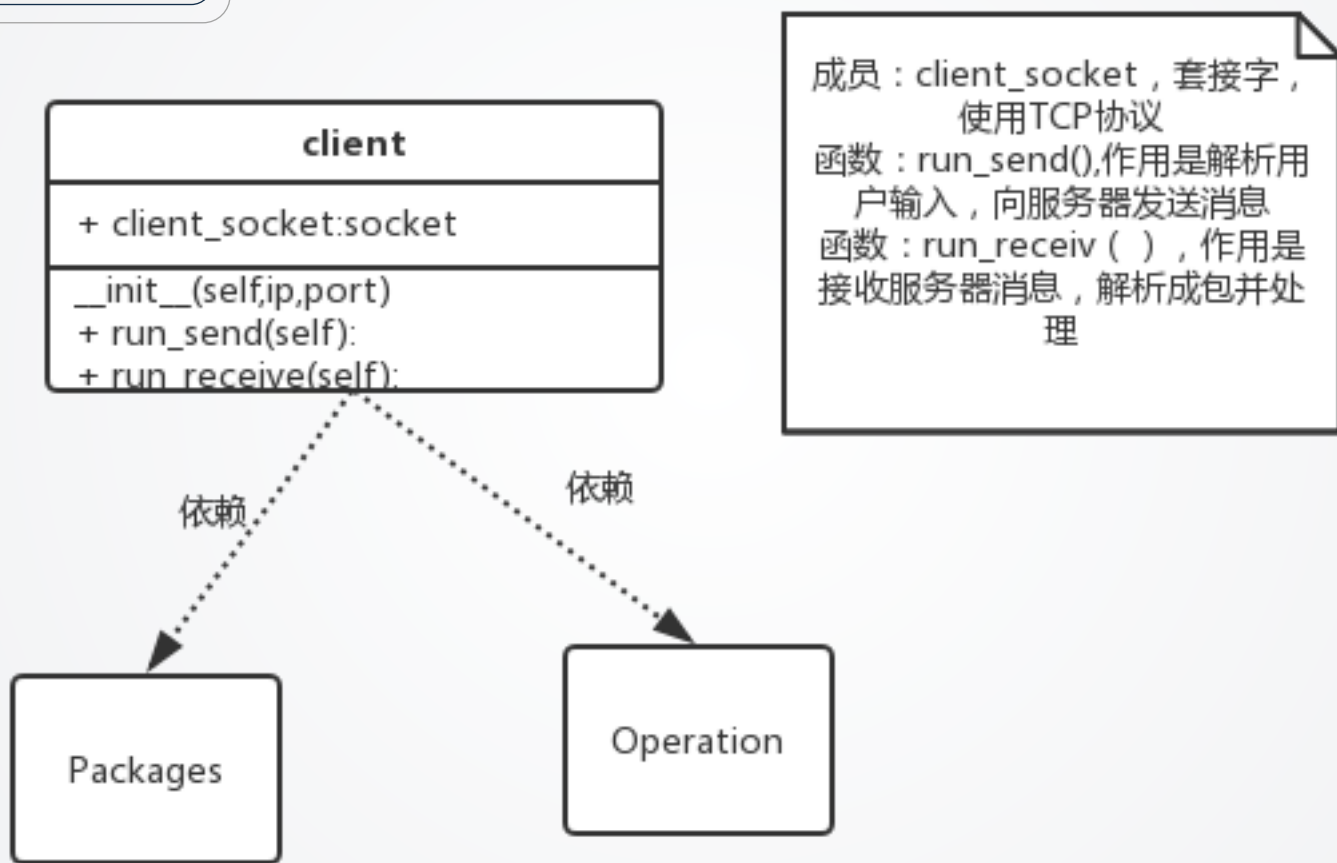 client
+ client_socket:socket
__init__(self,ip,port)
+ run_send(self):
+ run_receive(self):
成员：client_socket，套接字，
使用TCP协议
函数：run_send(),作用是解析用
户输入，向服务器发送消息
函数：run_receiv（ ），作用是
接收服务器消息，解析成包并处
理
依赖
依赖
Packages
Operation